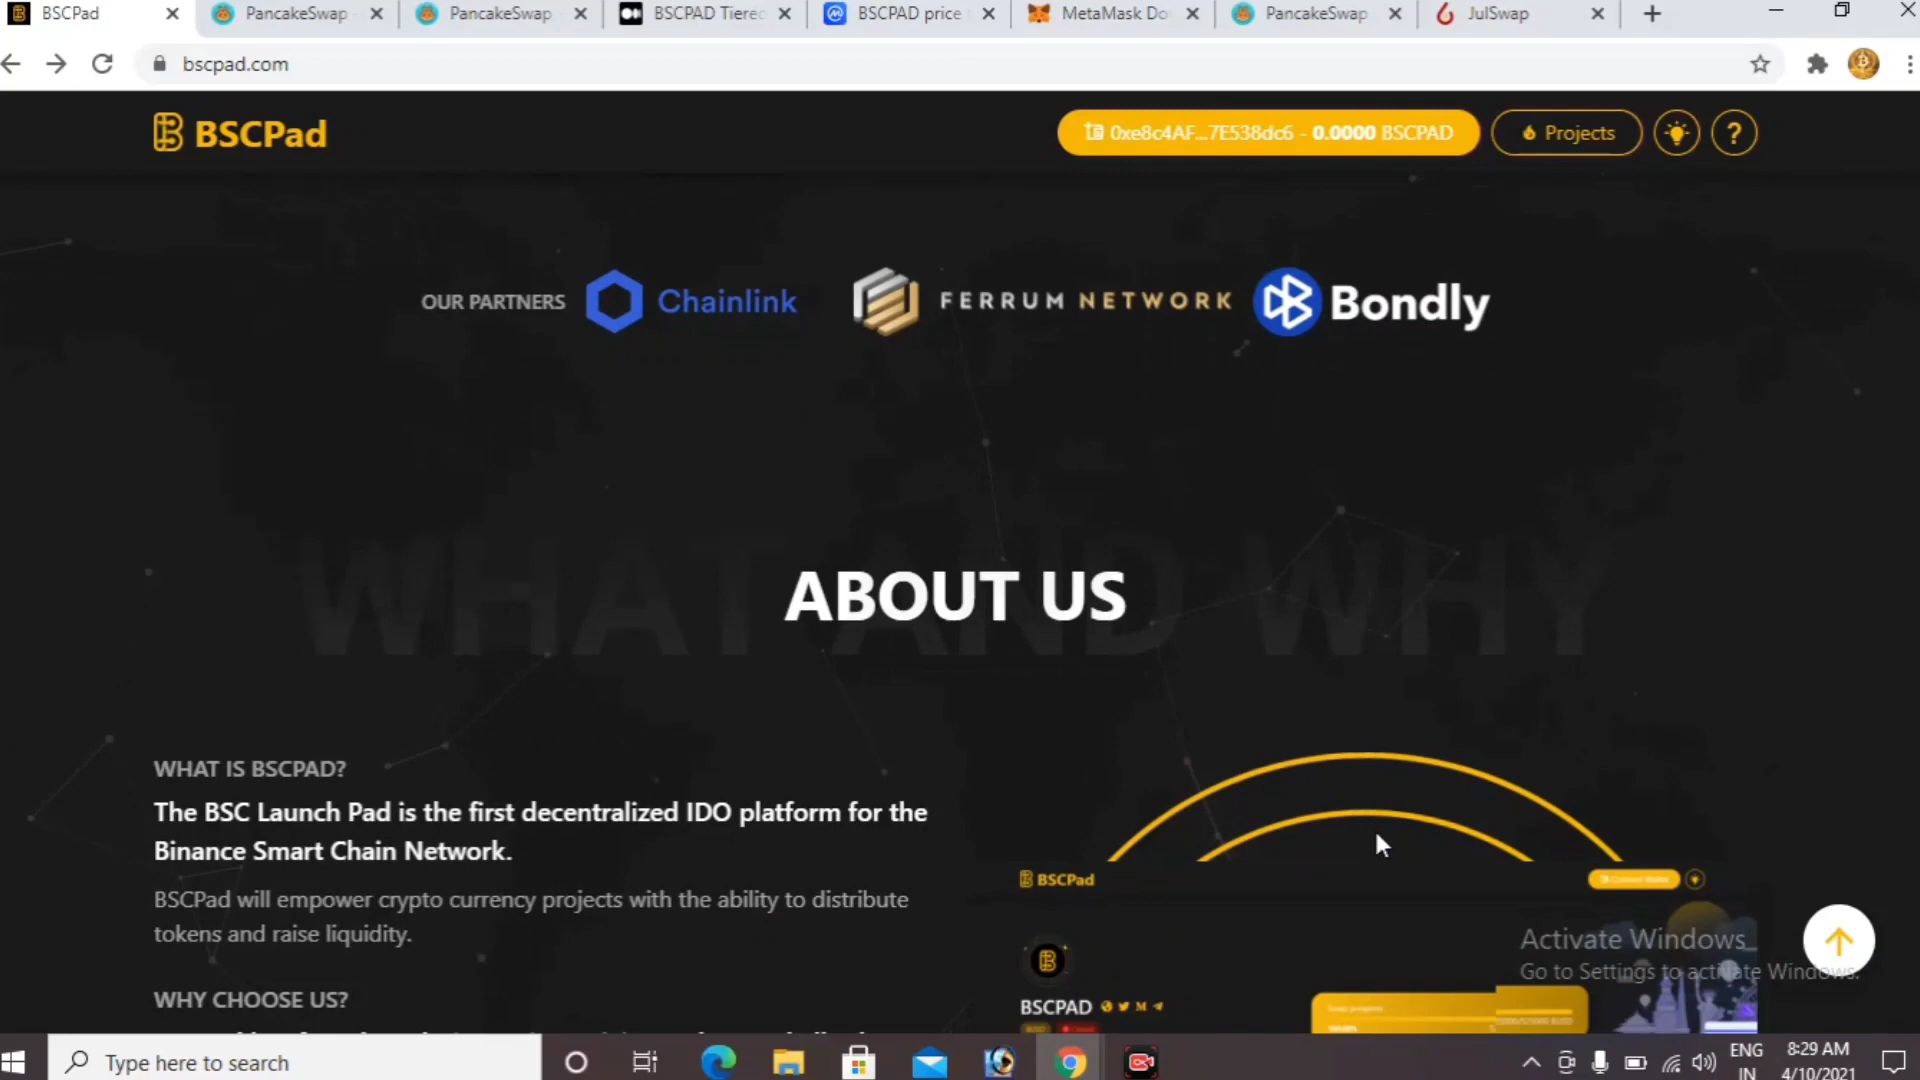 BSCPad
PancakeSwap
PancakeSwap
BSCPAD Tierec
BSCPAD price
MetaMask Do
PancakeSwap
JulSwap
bscpad.com
BSCPad
0xe8c4AF...7E538dc6 - 0.0000 BSCPAD
Projects
?
OUR PARTNERS
Chainlink
FERRUM NETWORK
Bondly
WHAT AND WHY
ABOUT US
WHAT IS BSCPAD?
The BSC Launch Pad is the first decentralized IDO platform for the
Binance Smart Chain Network.
BSCPad will empower crypto currency projects with the ability to distribute
tokens and raise liquidity.
WHY CHOOSE US?
BSCPad
Connect Wallet
BSCPAD
Activate Windows
Go to Settings to activate Windows.
Type here to search
ENG
IN
8:29 AM
4/10/2021